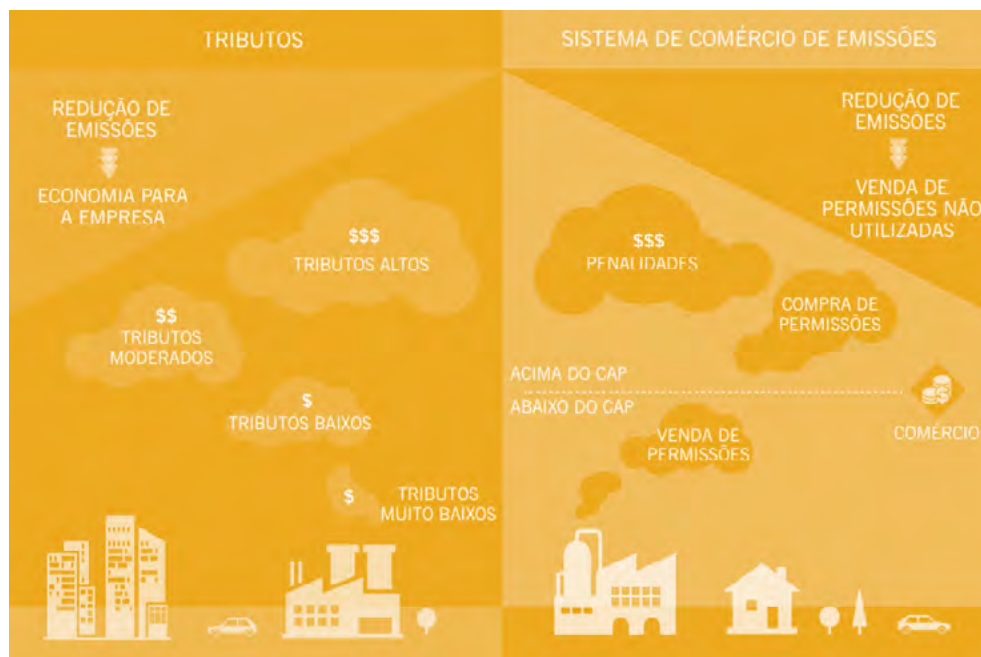 TRIBUTOS
REDUÇÃO DE
EMISSÕES
ECONOMIA PARA
A EMPRESA
$$$
TRIBUTOS ALTOS
$$
TRIBUTOS
MODERADOS
$
TRIBUTOS BAIXOS
$
TRIBUTOS
MUITO BAIXOS
SISTEMA DE COMÉRCIO DE EMISSÕES
REDUÇÃO DE
EMISSÕES
VENDA DE
PERMISSÕES NÃO
UTILIZADAS
$$$
PENALIDADES
COMPRA DE
PERMISSÕES
ACIMA DO CAP
ABAIXO DO CAP
$
COMÉRCIO
VENDA DE
PERMISSÕES